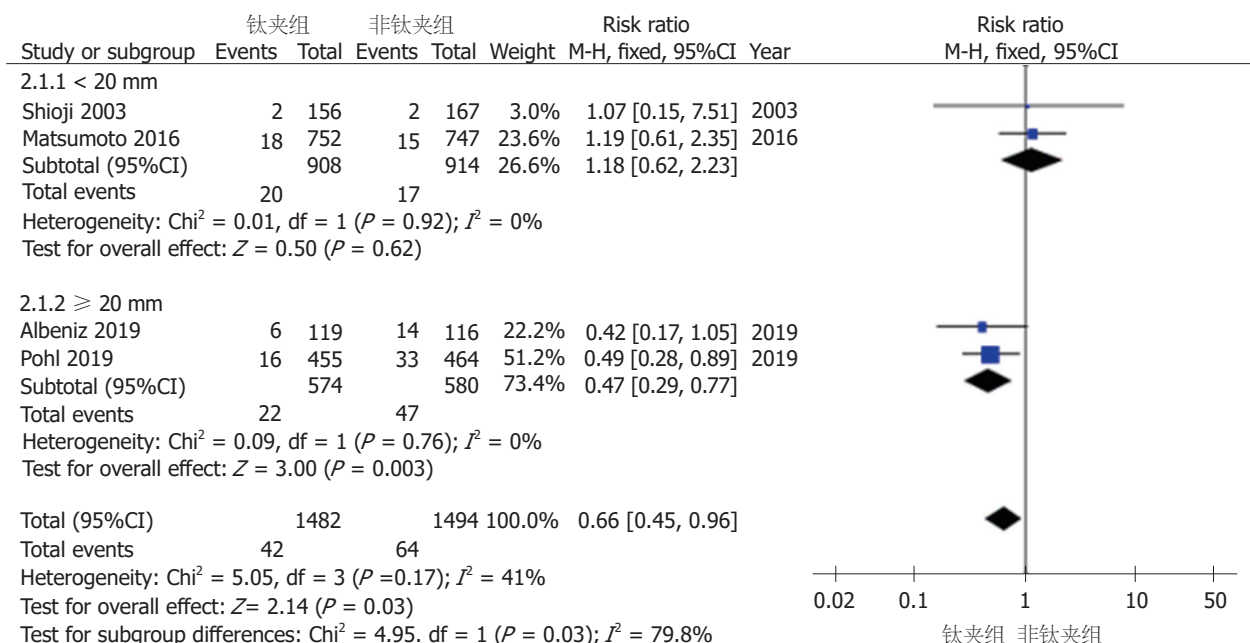 钛夹组 非钛夹组 Risk ratio Risk ratio
Study or subgroup Events Total Events Total Weight M-H, fixed, 95%CI Year M-H, fixed, 95%CI
2.1.1 < 20 mm
Shioji 2003 2 156 2 167 3.0% 1.07 [0.15, 7.51] 2003
Matsumoto 2016 18 752 15 747 23.6% 1.19 [0.61, 2.35] 2016
Subtotal (95%CI) 908 914 26.6% 1.18 [0.62, 2.23]
Total events 20 17
Heterogeneity: Chi² = 0.01, df = 1 (P = 0.92); I² = 0%
Test for overall effect: Z = 0.50 (P = 0.62)
2.1.2 ≥ 20 mm
Albeniz 2019 6 119 14 116 22.2% 0.42 [0.17, 1.05] 2019
Pohl 2019 16 455 33 464 51.2% 0.49 [0.28, 0.89] 2019
Subtotal (95%CI) 574 580 73.4% 0.47 [0.29, 0.77]
Total events 22 47
Heterogeneity: Chi² = 0.09, df = 1 (P = 0.76); I² = 0%
Test for overall effect: Z = 3.00 (P = 0.003)
Total (95%CI) 1482 1494 100.0% 0.66 [0.45, 0.96]
Total events 42 64
Heterogeneity: Chi² = 5.05, df = 3 (P =0.17); I² = 41%
Test for overall effect: Z= 2.14 (P = 0.03)
0.02 0.1 1 10 50
Test for subgroup differences: Chi² = 4.95. df = 1 (P = 0.03); I² = 79.8%
钛夹组 非钛夹组